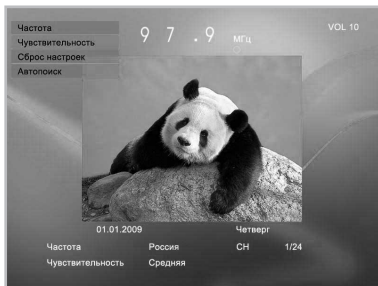 Частота
97.9 МГц
VOL 10
Чувствительность
Сброс настроек
Автопоиск
01.01.2009 Четверг
Частота Россия CH 1/24
Чувствительность Средняя